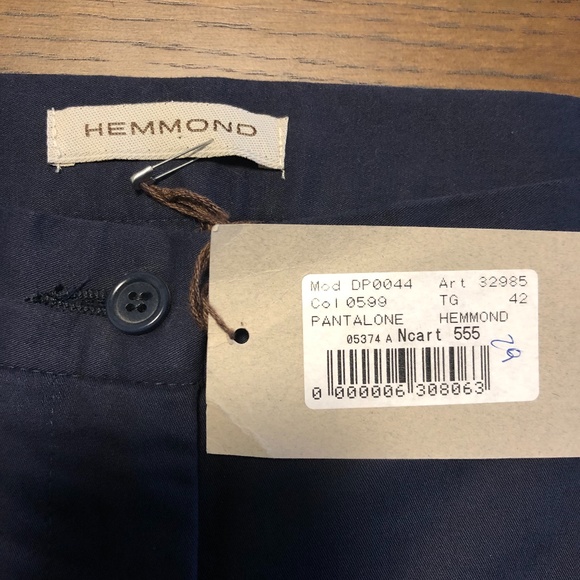 HEMMOND
Mod DP0044 Art 32985
Col 0599 TG 42
PANTALONE HEMMOND
05374 A Ncart 555
0 000006 308063